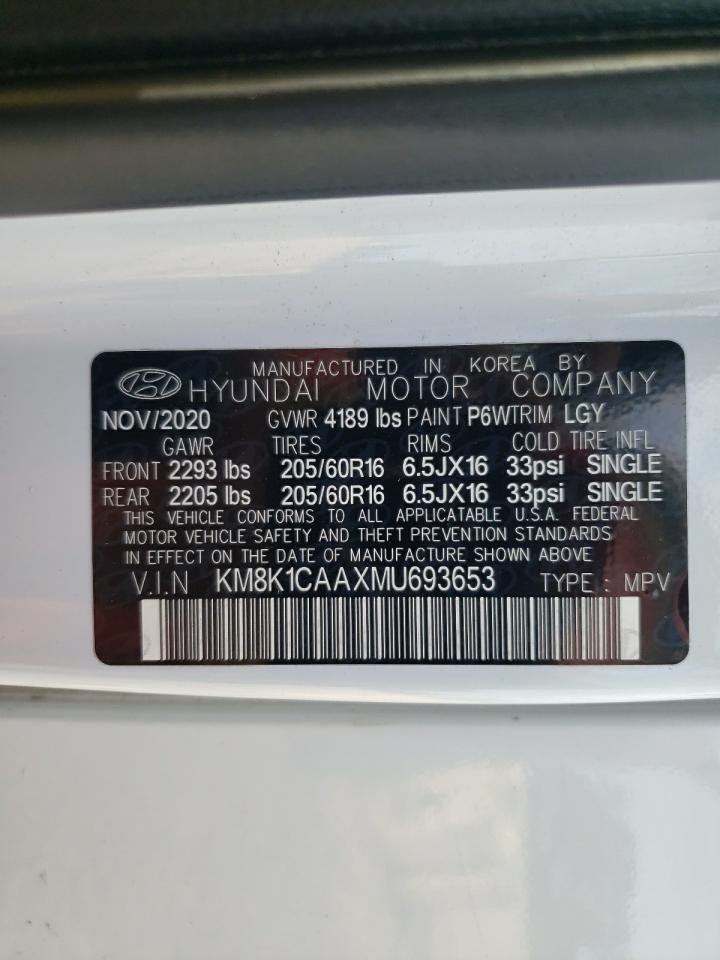 MANUFACTURED IN KOREA BY
HYUNDAI MOTOR COMPANY
NOV/2020 GVWR 4189 lbs PAINT P6W TRIM LGY
GAWR TIRES RIMS COLD TIRE INFL
FRONT 2293 lbs 205/60R16 6.5JX16 33psi SINGLE
REAR 2205 lbs 205/60R16 6.5JX16 33psi SINGLE
THIS VEHICLE CONFORMS TO ALL APPLICATABLE U.S.A. FEDERAL
MOTOR VEHICLE SAFETY AND THEFT PREVENTION STANDARDS
IN EFFECT ON THE DATE OF MANUFACTURE SHOWN ABOVE
V.I.N KM8K1CAAXMU693653 TYPE : MPV